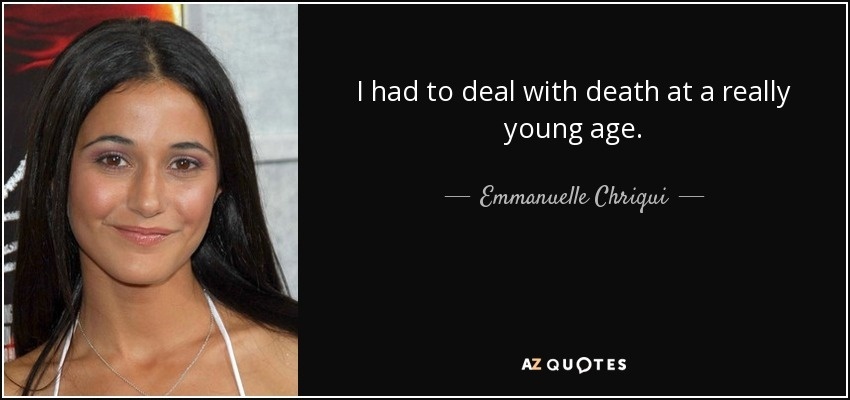 I had to deal with death at a really
young age.
Emmanuelle Chriqui
AZ QUOTES